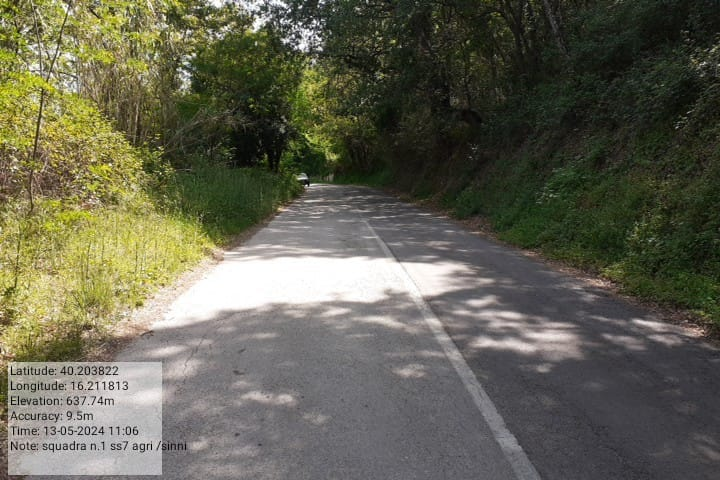 Latitude: 40.203822
Longitude: 16.211813
Elevation: 637.74m
Accuracy: 9.5m
Time: 13-05-2024 11:06
Note: squadra n.1 ss7 agri /sinni